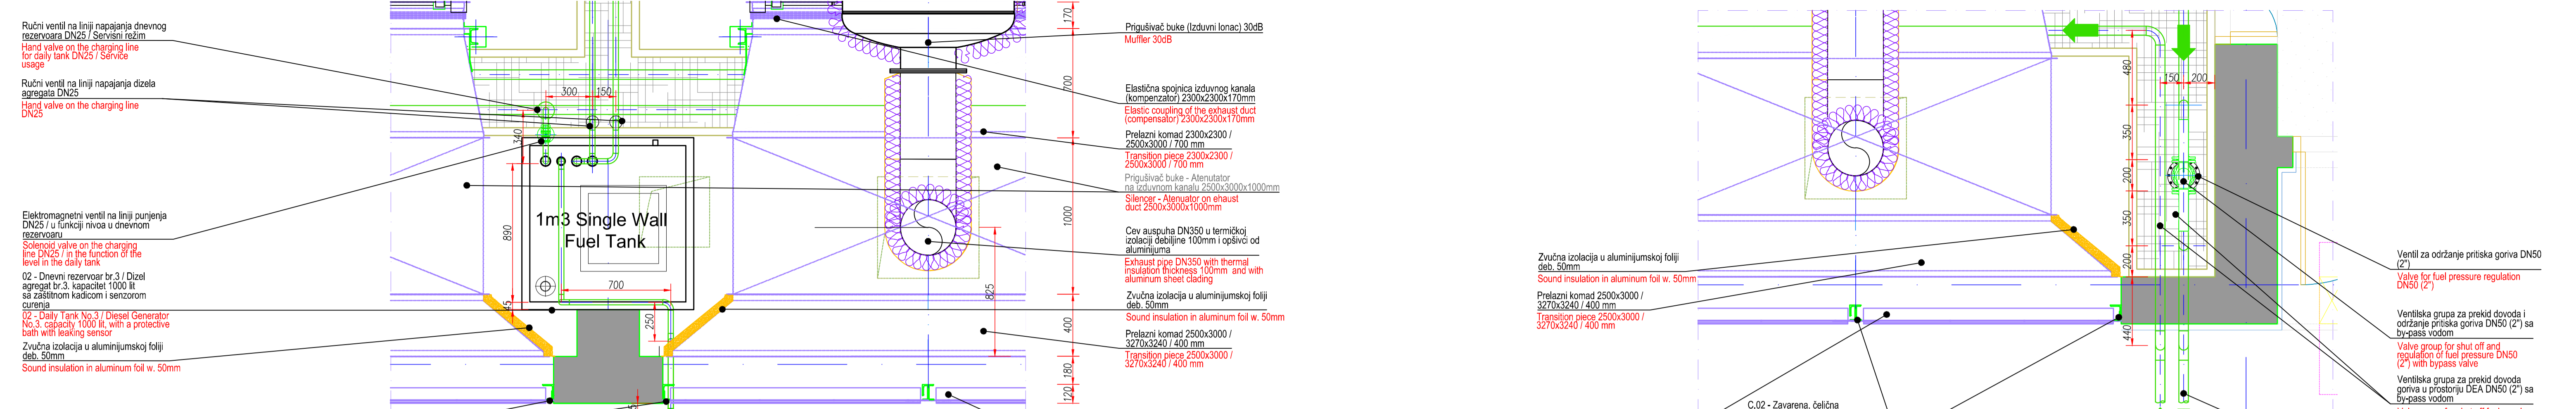 Ručni ventil na liniji napajanja dnevnog
rezervoara DN25 / Servisni režim
Hand valve on the charging line
for daily tank DN25 / Service
usage
Ručni ventil na liniji napajanja dizela
agregata DN25
Hand valve on the charging line
DN25
Elektromagnetni ventil na liniji punjenja
DN25 / u funkciji nivoa u dnevnom
rezervoaru
Solenoid valve on the charging
line DN25 / in the function of the
level in the daily tank
02 - Dnevni rezervoar br.3 / Dizel
agregat br.3. kapacitet 1000 lit
sa zaštitnom kadicom i senzorom
curenja
02 - Daily Tank No.3 / Diesel Generator
No.3. capacity 1000 lit, with a protective
bath with leaking sensor
Zvučna izolacija u aluminijumskoj foliji
deb. 50mm
Sound insulation in aluminum foil w. 50mm
300
150
340
890
1m3 Single Wall
Fuel Tank
700
45
250
825
170
700
1000
400
180
120
Prigušivač buke (Izduvni lonac) 30dB
Muffler 30dB
Elastična spojnica izduvnog kanala
(kompenzator) 2300x2300x170mm
Elastic coupling of the exhaust duct
(compensator) 2300x2300x170mm
Prelazni komad 2300x2300 /
2500x3000 / 700 mm
Transition piece 2300x2300 /
2500x3000 / 700 mm
Prigušivač buke - Atenutator
na izduvnom kanalu 2500x3000x1000mm
Silencer - Atenuator on ehaust
duct 2500x3000x1000mm
Cev auspuha DN350 u termičkoj
izolaciji debiljine 100mm i opšivci od
aluminijuma
Exhaust pipe DN350 with thermal
insulation thickness 100mm and with
aluminum sheet clading
Zvučna izolacija u aluminijumskoj foliji
deb. 50mm
Sound insulation in aluminum foil w. 50mm
Prelazni komad 2500x3000 /
3270x3240 / 400 mm
Transition piece 2500x3000 /
3270x3240 / 400 mm
Zvučna izolacija u aluminijumskoj foliji
deb. 50mm
Sound insulation in aluminum foil w. 50mm
Prelazni komad 2500x3000 /
3270x3240 / 400 mm
Transition piece 2500x3000 /
3270x3240 / 400 mm
C.02 - Zavarena, čelična
480
150
200
350
200
350
200
440
Ventil za održanje pritiska goriva DN50
(2")
Valve for fuel pressure regulation
DN50 (2")
Ventilska grupa za prekid dovoda i
održanje pritiska goriva DN50 (2") sa
by-pass vodom
Valve group for shut off and
regulation of fuel pressure DN50
(2") with bypass valve
Ventilska grupa za prekid dovoda
goriva u prostoriju DEA DN50 (2") sa
by-pass vodom